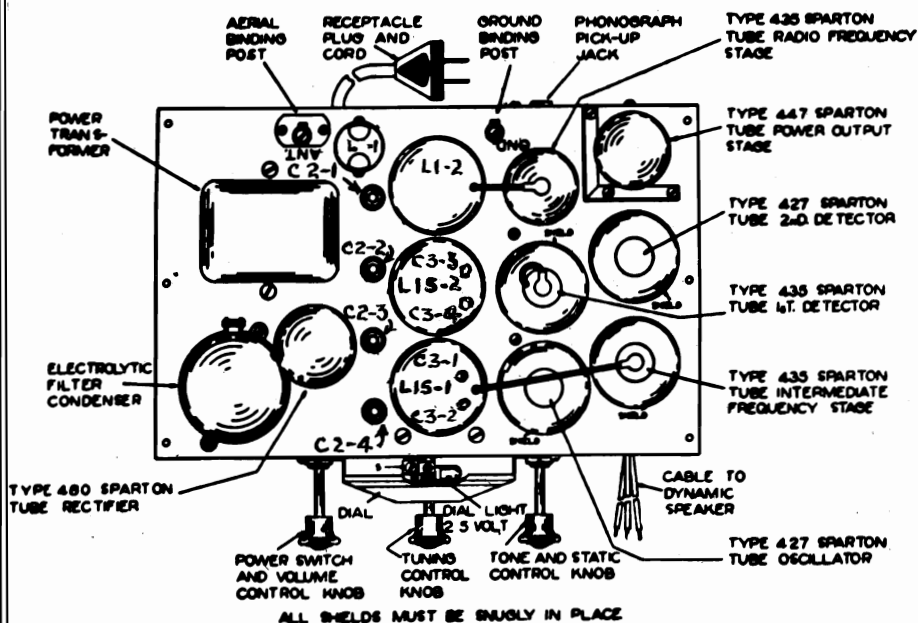 AERIAL
BINDING
POST
RECEPTACLE
PLUG AND
CORD
GROUND
BINDING
POST
PHONOGRAPH
PICK-UP
JACK
TYPE 435 SPARTON
TUBE RADIO FREQUENCY
STAGE
POWER
TRANS-
FORMER
ANT.
GND
C2-1
L1-2
TYPE 447 SPARTON
TUBE POWER OUTPUT
STAGE
TYPE 427 SPARTON
TUBE 2ND. DETECTOR
SHIELD
SHIELD
C2-2
C3-3
L15-2
C3-4
TYPE 435 SPARTON
TUBE 1ST. DETECTOR
C2-3
ELECTROLYTIC
FILTER
CONDENSER
C3-1
L15-1
C3-2
TYPE 435 SPARTON
TUBE INTERMEDIATE
FREQUENCY STAGE
SHIELD
SHIELD
C2-4
TYPE 480 SPARTON
TUBE RECTIFIER
DIAL
DIAL LIGHT
2.5 VOLT
CABLE TO
DYNAMIC
SPEAKER
POWER SWITCH
AND VOLUME
CONTROL KNOB
TUNING
CONTROL
KNOB
TONE AND STATIC
CONTROL KNOB
TYPE 427 SPARTON
TUBE OSCILLATOR
ALL SHIELDS MUST BE SNUGLY IN PLACE